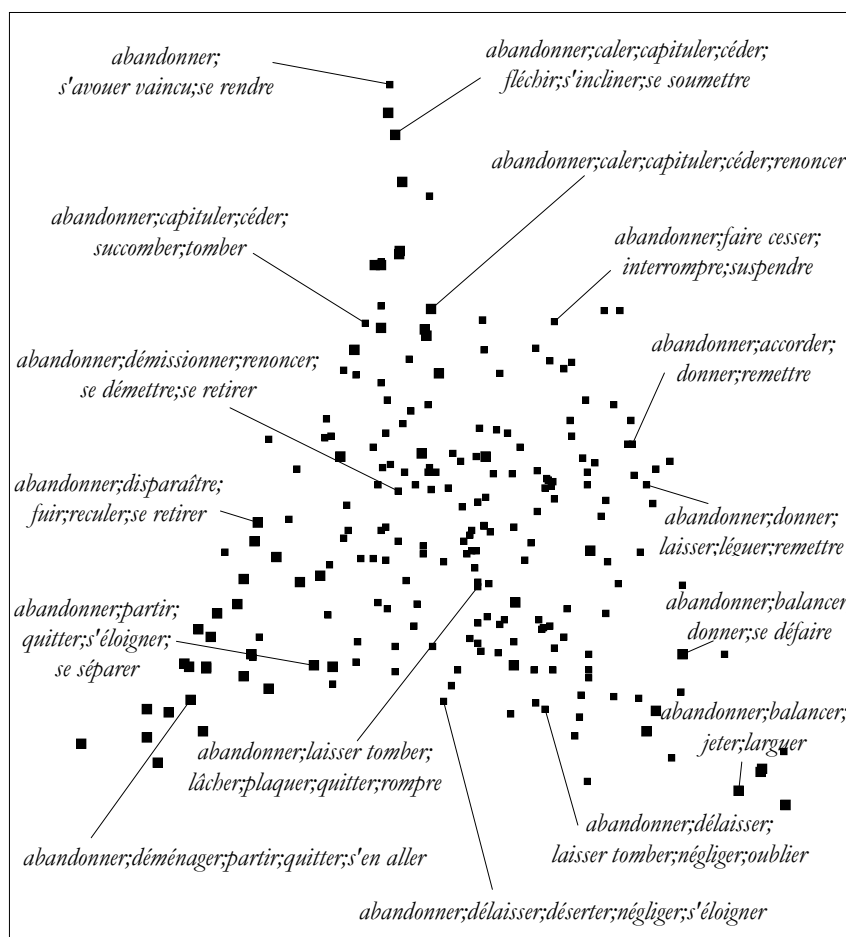 abandonner;
s'avouer vaincu;se rendre
abandonner;caler;capituler;céder;
fléchir;s'incliner;se soumettre
abandonner;caler;capituler;céder;renoncer
abandonner;capituler;céder;
succomber;tomber
abandonner;faire cesser;
interrompre;suspendre
abandonner;démissionner;renoncer;
se démettre;se retirer
abandonner;accorder;
donner;remettre
abandonner;disparaître;
fuir;reculer;se retirer
abandonner;donner;
laisser;léguer;remettre
abandonner;partir;
quitter;s'éloigner;
se séparer
abandonner;balancer
donner;se défaire
abandonner;balancer;
jeter;larguer
abandonner;laisser tomber;
lâcher;plaquer;quitter;rompre
abandonner;déménager;partir;quitter;s'en aller
abandonner;délaisser;
laisser tomber;négliger;oublier
abandonner;délaisser;déserter;négliger;s'éloigner